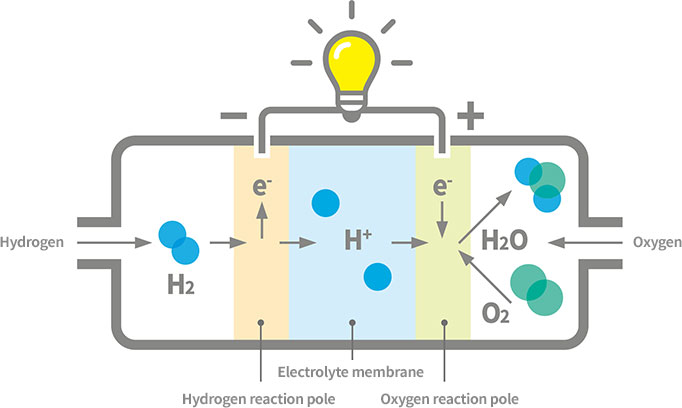 − +
e- e-
Hydrogen H2 H+ H2O Oxygen
O2
Electrolyte membrane
Hydrogen reaction pole Oxygen reaction pole